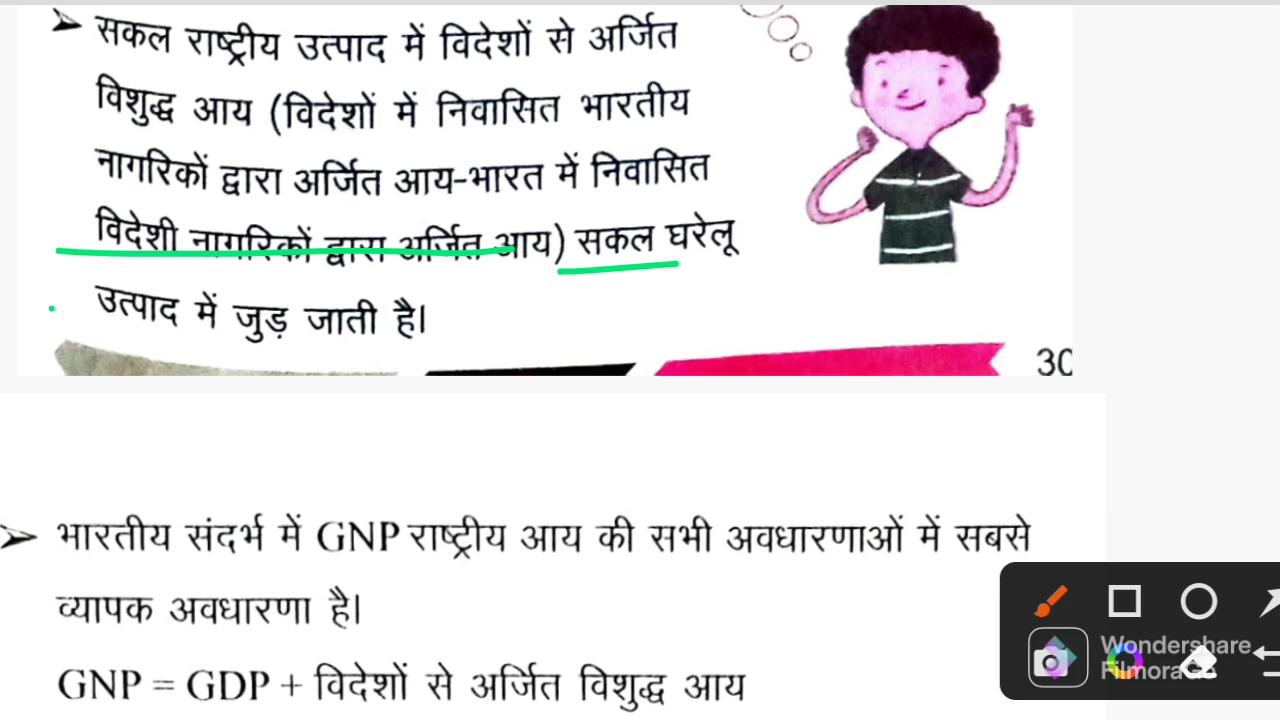 ➤ सकल राष्ट्रीय उत्पाद में विदेशों से अर्जित
विशुद्ध आय (विदेशों में निवासित भारतीय
नागरिकों द्वारा अर्जित आय-भारत में निवासित
विदेशी नागरिकों द्वारा अर्जित आय) सकल घरेलू
उत्पाद में जुड़ जाती है।
30
➤ भारतीय संदर्भ में GNP राष्ट्रीय आय की सभी अवधारणाओं में सबसे
व्यापक अवधारणा है।
GNP = GDP + विदेशों से अर्जित विशुद्ध आय
Wondershare
Filmora